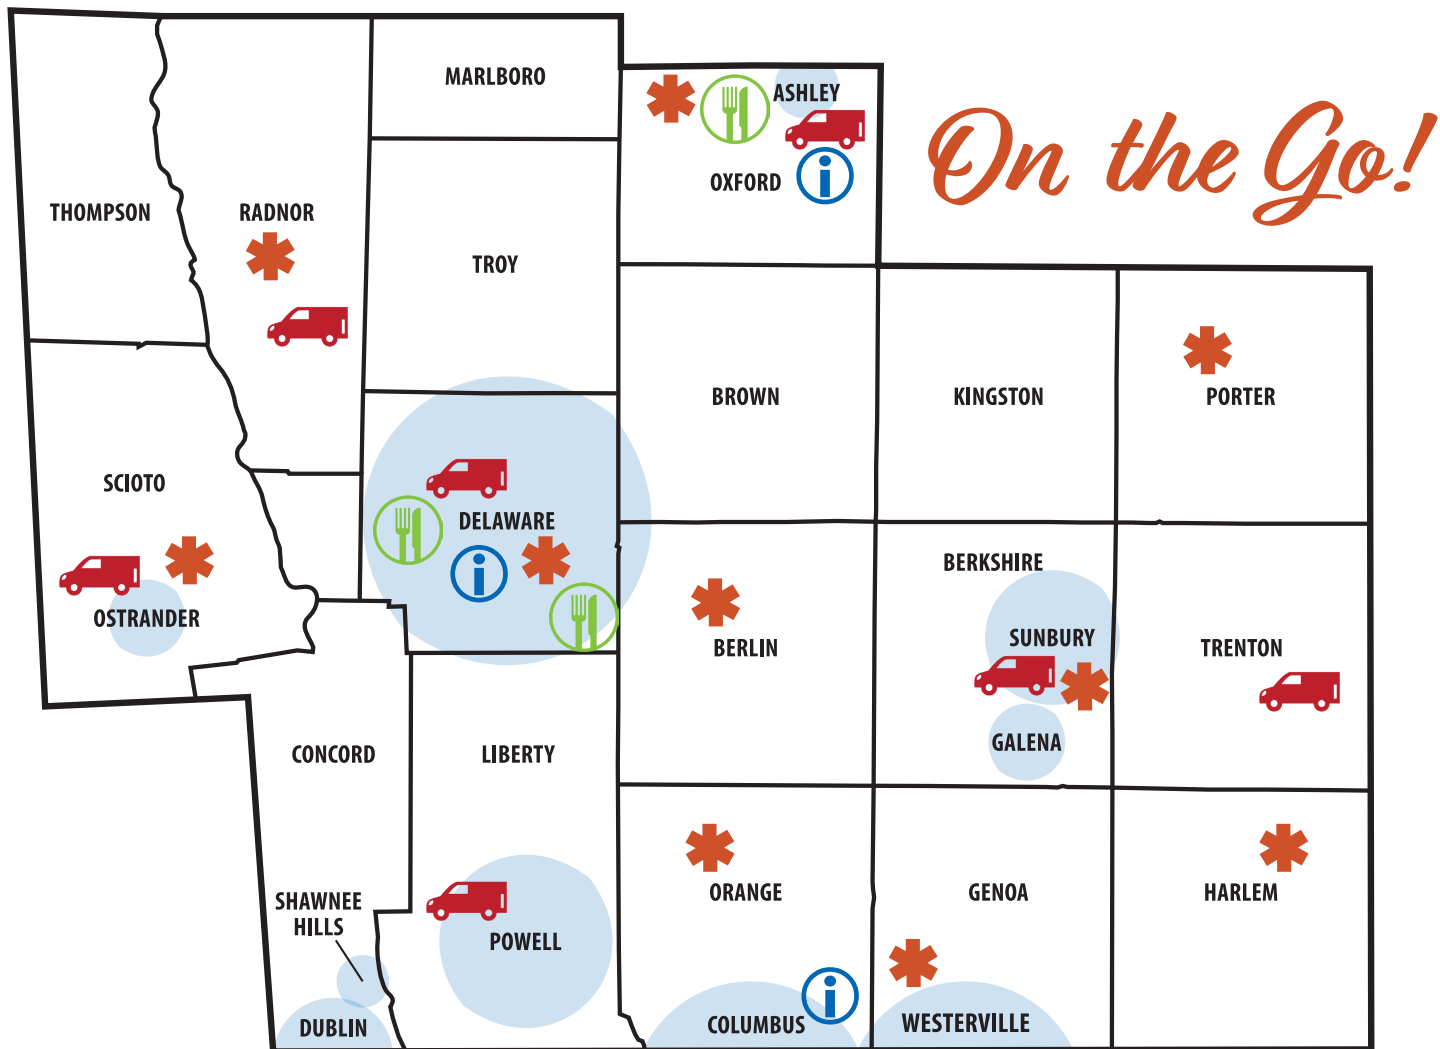 MARLBORO
ASHLEY
On the Go!
OXFORD
THOMPSON
RADNOR
TROY
BROWN
KINGSTON
PORTER
SCIOTO
DELAWARE
BERKSHIRE
OSTRANDER
SUNBURY
BERLIN
TRENTON
GALENA
CONCORD
LIBERTY
SHAWNEE
HILLS
ORANGE
GENOA
HARLEM
POWELL
DUBLIN
COLUMBUS
WESTERVILLE